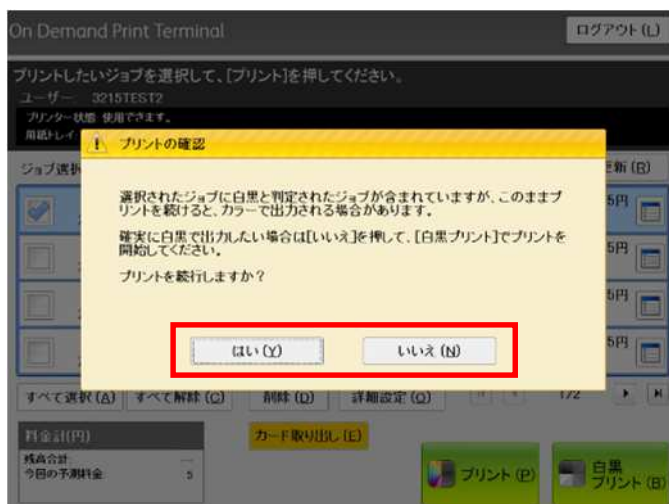 On Demand Print Terminal
ログアウト(L)
プリントしたいジョブを選択して、[プリント]を押してください。
ユーザー 3215TEST2
プリンター状態 使用できます。
用紙トレイ
プリントの確認
ジョブ選択
更新(R)
選択されたジョブに白黒と判定されたジョブが含まれていますが、このままプ
リントを続けると、カラーで出力される場合があります。
確実に白黒で出力したい場合は[いいえ]を押して、[白黒プリント]でプリントを
開始してください。
プリントを続行しますか?
5円
5円
5円
5円
はい(Y)
いいえ(N)
すべて選択(A)
すべて解除(C)
削除(D)
詳細設定(O)
1/2
料金計(円)
カード取り出し(E)
残高合計 ---
今回の予測料金 5
プリント(P)
白黒
プリント(B)